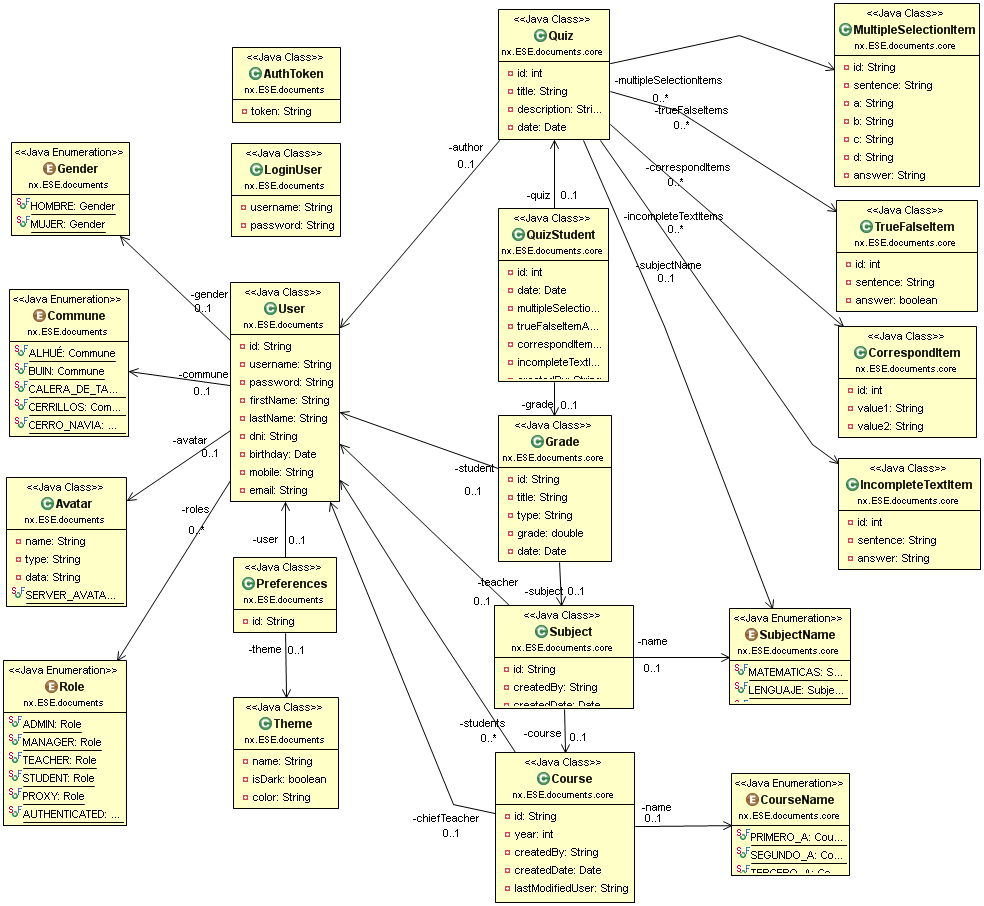 <<Java Class>>
AuthToken
nx.ESE.documents
token: String
<<Java Class>>
LoginUser
nx.ESE.documents
username: String
password: String
<<Java Enumeration>>
Gender
nx.ESE.documents
HOMBRE: Gender
MUJER: Gender
<<Java Enumeration>>
Commune
nx.ESE.documents
ALHUÉ: Commune
BUIN: Commune
CALERA_DE_TA...
CERRILLOS: Com...
CERRO_NAVIA: ...
<<Java Class>>
Avatar
nx.ESE.documents
name: String
type: String
data: String
SERVER_AVATA...
<<Java Enumeration>>
Role
nx.ESE.documents
ADMIN: Role
MANAGER: Role
TEACHER: Role
STUDENT: Role
PROXY: Role
AUTHENTICATED: ...
<<Java Class>>
User
nx.ESE.documents
id: String
username: String
password: String
firstName: String
lastName: String
dni: String
birthday: Date
mobile: String
email: String
-gender
0..1
-commune
0..1
-avatar
0..1
-roles
0..*
-user
0..1
<<Java Class>>
Preferences
nx.ESE.documents
id: String
-theme
0..1
<<Java Class>>
Theme
nx.ESE.documents
name: String
isDark: boolean
color: String
<<Java Class>>
Quiz
nx.ESE.documents.core
id: int
title: String
description: Stri...
date: Date
-author
0..1
-quiz
0..1
<<Java Class>>
QuizStudent
nx.ESE.documents.core
id: int
date: Date
multipleSelectio...
trueFalseItemA...
correspondItem...
incompleteTextI...
createdBy: String
-grade
0..1
<<Java Class>>
Grade
nx.ESE.documents.core
id: String
title: String
type: String
grade: double
date: Date
-student
0..1
-subject
0..1
-teacher
0..1
<<Java Class>>
Subject
nx.ESE.documents.core
id: String
createdBy: String
createdDate: Date
-name
0..1
-course
0..1
-students
0..*
-chiefTeacher
0..1
<<Java Class>>
Course
nx.ESE.documents.core
id: String
year: int
createdBy: String
createdDate: Date
lastModifiedUser: String
-name
0..1
-multipleSelectionItems
0..*
-trueFalseItems
0..*
-correspondItems
0..*
-incompleteTextItems
0..*
-subjectName
0..1
<<Java Class>>
MultipleSelectionItem
nx.ESE.documents.core
id: String
sentence: String
a: String
b: String
c: String
d: String
answer: String
<<Java Class>>
TrueFalseItem
nx.ESE.documents.core
id: int
sentence: String
answer: boolean
<<Java Class>>
CorrespondItem
nx.ESE.documents.core
id: int
value1: String
value2: String
<<Java Class>>
IncompleteTextItem
nx.ESE.documents.core
id: int
sentence: String
answer: String
<<Java Enumeration>>
SubjectName
nx.ESE.documents.core
MATEMATICAS: S...
LENGUAJE: Subje...
<<Java Enumeration>>
CourseName
nx.ESE.documents.core
PRIMERO_A: Cou...
SEGUNDO_A: Co...
TERCERO_A: Cou...